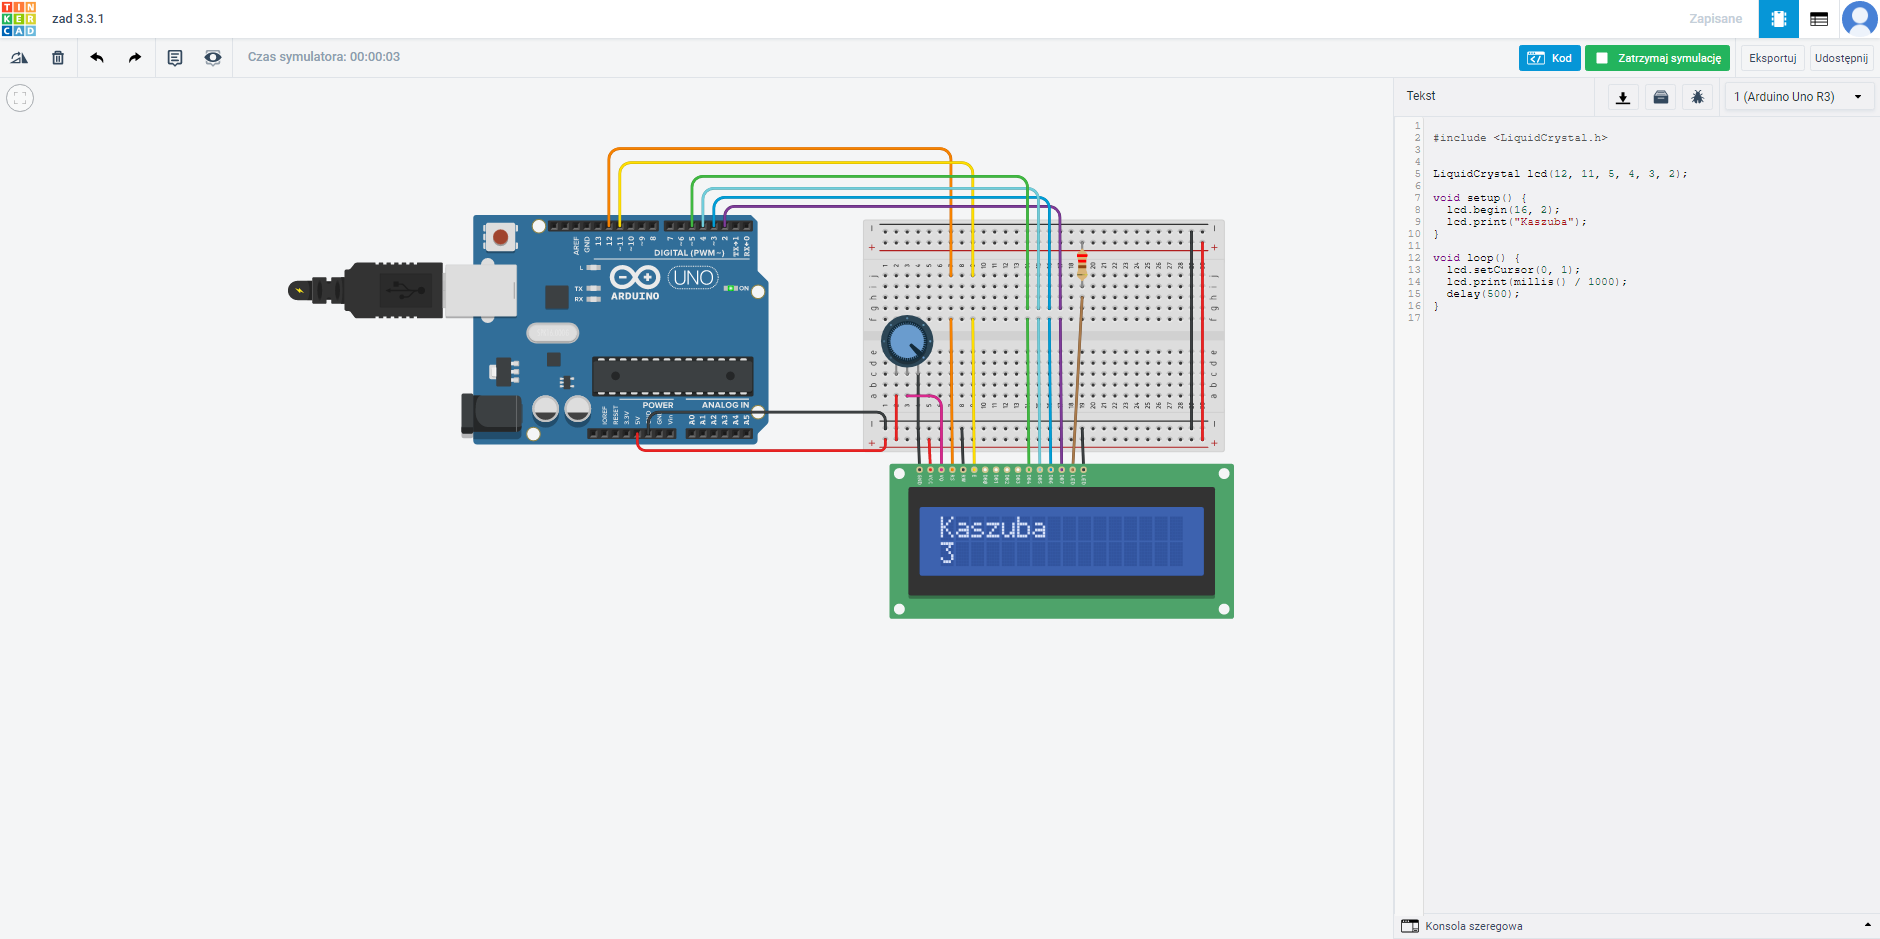 TIN
KER
CAD
zad 3.3.1
Zapisane
Czas symulatora: 00:00:03
Kod
Zatrzymaj symulację
Eksportuj
Udostępnij
Tekst
1 (Arduino Uno R3)
1
2 #include <LiquidCrystal.h>
3
4
5 LiquidCrystal lcd(12, 11, 5, 4, 3, 2);
6
7 void setup() {
8 lcd.begin(16, 2);
9 lcd.print("Kaszuba");
10 }
11
12 void loop() {
13 lcd.setCursor(0, 1);
14 lcd.print(millis() / 1000);
15 delay(500);
16 }
17
AREF GND 13 12 ~11 ~10 ~9 8 7 ~6 ~5 4 ~3 2 TX→1 RX←0
DIGITAL (PWM~)
L
TX
RX
ARDUINO
UNO
ON
POWER
ANALOG IN
IOREF RESET 3.3V 5V GND Vin A0 A1 A2 A3 A4 A5
Kaszuba
3
Konsola szeregowa